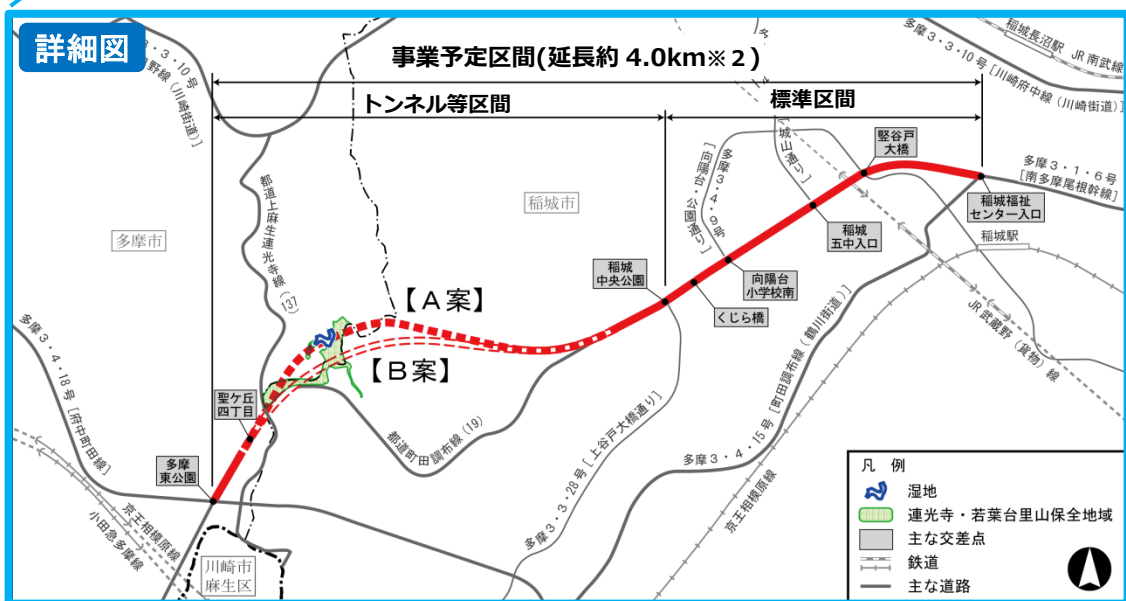 詳細図
事業予定区間(延長約 4.0km※2)
トンネル等区間
標準区間
稲城長沼駅
JR 南武線
多摩3・3・10号[川崎府中線(川崎街道)]
3・3・10号
野線(川崎街道)]
都道上麻生連光寺線(137)
多摩市
稲城市
[向陽台・公園通り]
多摩3・4・9号
[城山通り]
竪谷戸
大橋
多摩3・1・6号
[南多摩尾根幹線]
稲城福祉
センター入口
稲城駅
稲城
五中入口
向陽台
小学校南
くじら橋
稲城
中央公園
JR 武蔵野(貨物)線
【A案】
【B案】
多摩3・4・18号[府中町田線]
聖ケ丘
四丁目
多摩
東公園
都道町田調布線(19)
多摩3・3・28号[上谷戸大橋通り]
多摩3・4・15号[町田調布線(鶴川街道)]
京王相模原線
京王相模原線
小田急多摩線
川崎市
麻生区
凡 例
湿地
連光寺・若葉台里山保全地域
主な交差点
鉄道
主な道路